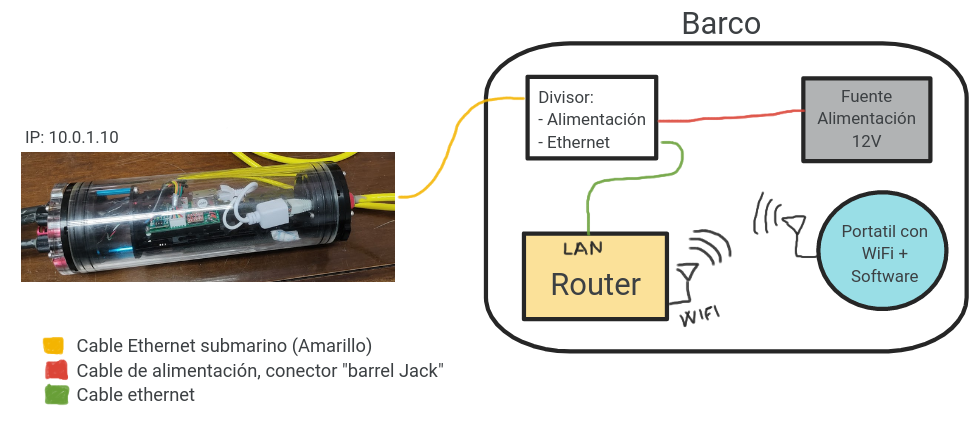 Barco
Divisor:
- Alimentación
- Ethernet
Fuente
Alimentación
12V
IP: 10.0.1.10
Portatil con
WiFi +
Software
LAN
Router
WIFI
Cable Ethernet submarino (Amarillo)
Cable de alimentación, conector "barrel Jack"
Cable ethernet